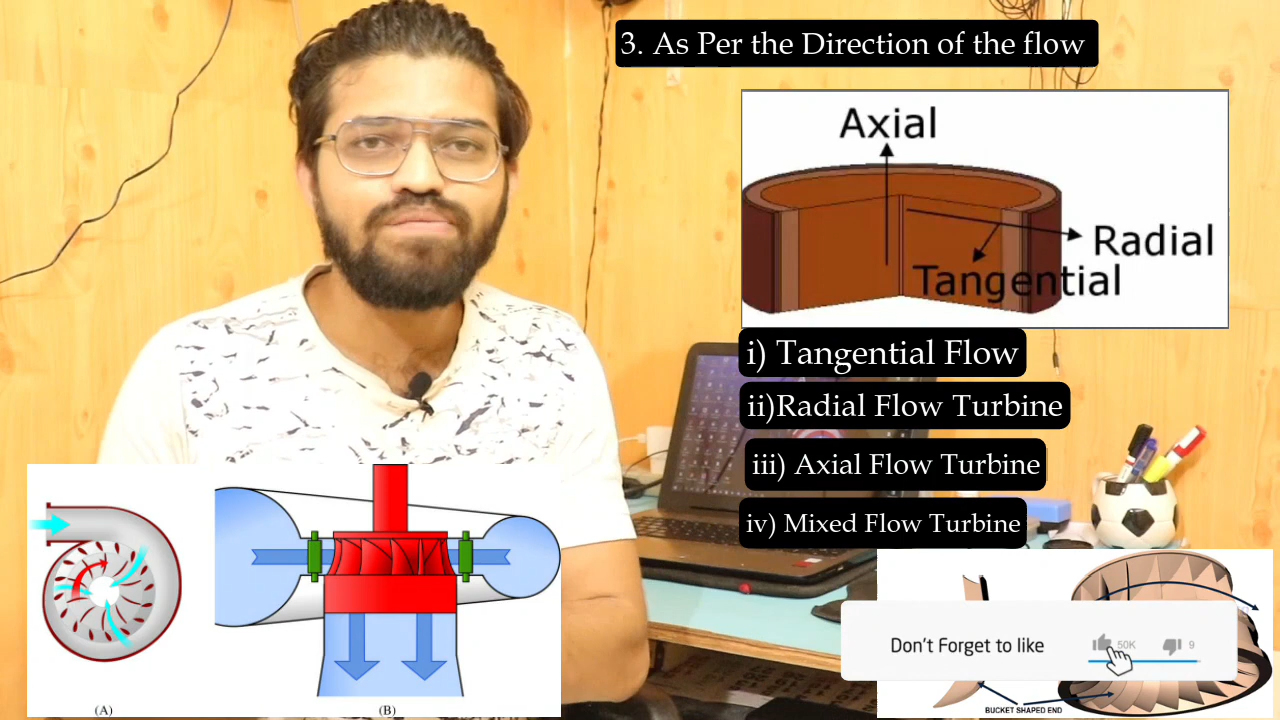 3. As Per the Direction of the flow
Axial
Radial
Tangential
i) Tangential Flow
ii)Radial Flow Turbine
iii) Axial Flow Turbine
iv) Mixed Flow Turbine
Don't Forget to like
50K
9
BUCKET SHAPED END
(A)
(B)